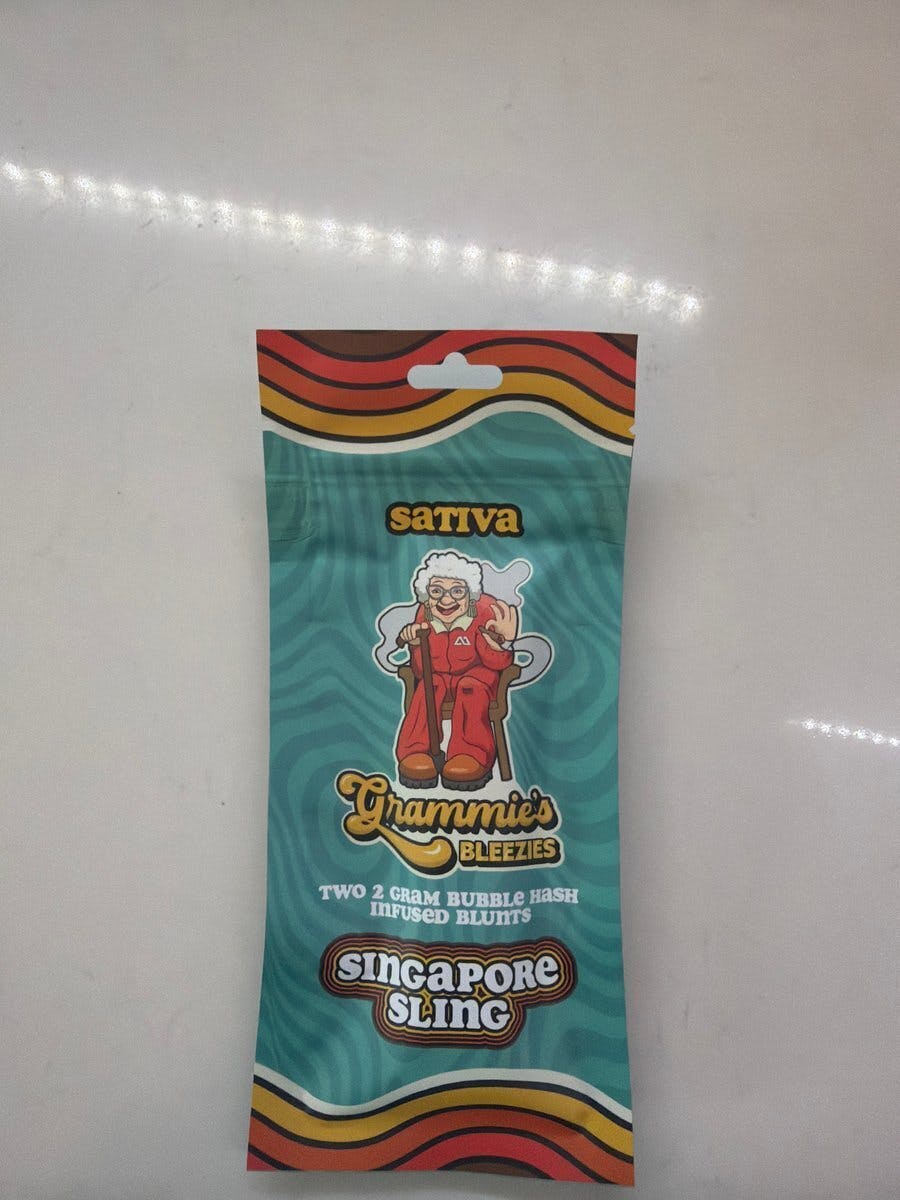 SATIVA
Grammie's
BLEEZIES
TWO 2 GRAM BUBBLE HASH
INFUSED BLUNTS
SINGAPORE
SLING